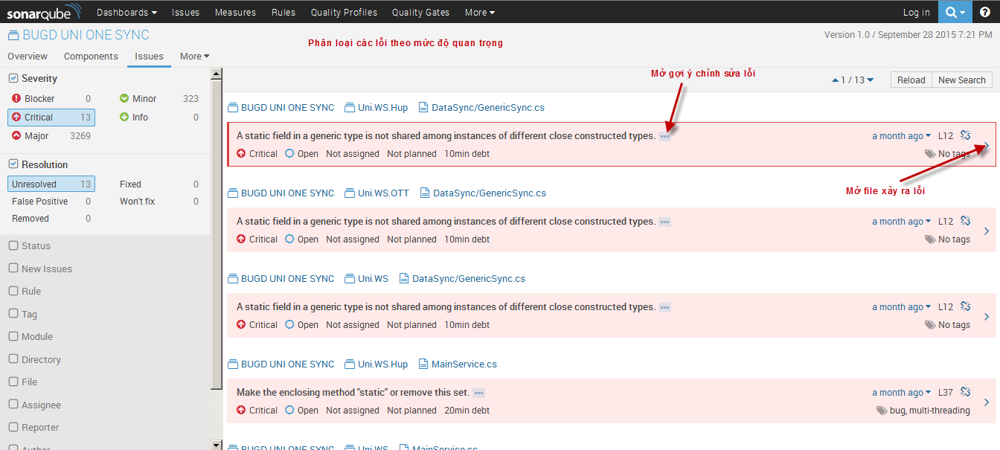 sonarqube Dashboards Issues Measures Rules Quality Profiles Quality Gates More Log in ?
BUGD UNI ONE SYNC
Version 1.0 / September 28 2015 7:21 PM
Phân loại các lỗi theo mức độ quan trọng
Overview Components Issues More
Severity
Blocker 0 Minor 323
Critical 13 Info 0
Major 3269
Resolution
Unresolved 13 Fixed 0
False Positive 0 Won't fix 0
Removed 0
Status
New Issues
Rule
Tag
Module
Directory
File
Assignee
Reporter
Author
Mở gợi ý chỉnh sửa lỗi
1 / 13 Reload New Search
BUGD UNI ONE SYNC Uni.WS.Hup DataSync/GenericSync.cs
A static field in a generic type is not shared among instances of different close constructed types. a month ago L12
Critical Open Not assigned Not planned 10min debt No tags
Mở file xảy ra lỗi
BUGD UNI ONE SYNC Uni.WS.OTT DataSync/GenericSync.cs
A static field in a generic type is not shared among instances of different close constructed types. a month ago L12
Critical Open Not assigned Not planned 10min debt No tags
BUGD UNI ONE SYNC Uni.WS DataSync/GenericSync.cs
A static field in a generic type is not shared among instances of different close constructed types. a month ago L12
Critical Open Not assigned Not planned 10min debt No tags
BUGD UNI ONE SYNC Uni.WS.Hup MainService.cs
Make the enclosing method "static" or remove this set. a month ago L37
Critical Open Not assigned Not planned 20min debt bug, multi-threading
BUGD UNI ONE SYNC Uni.WS MainService.cs